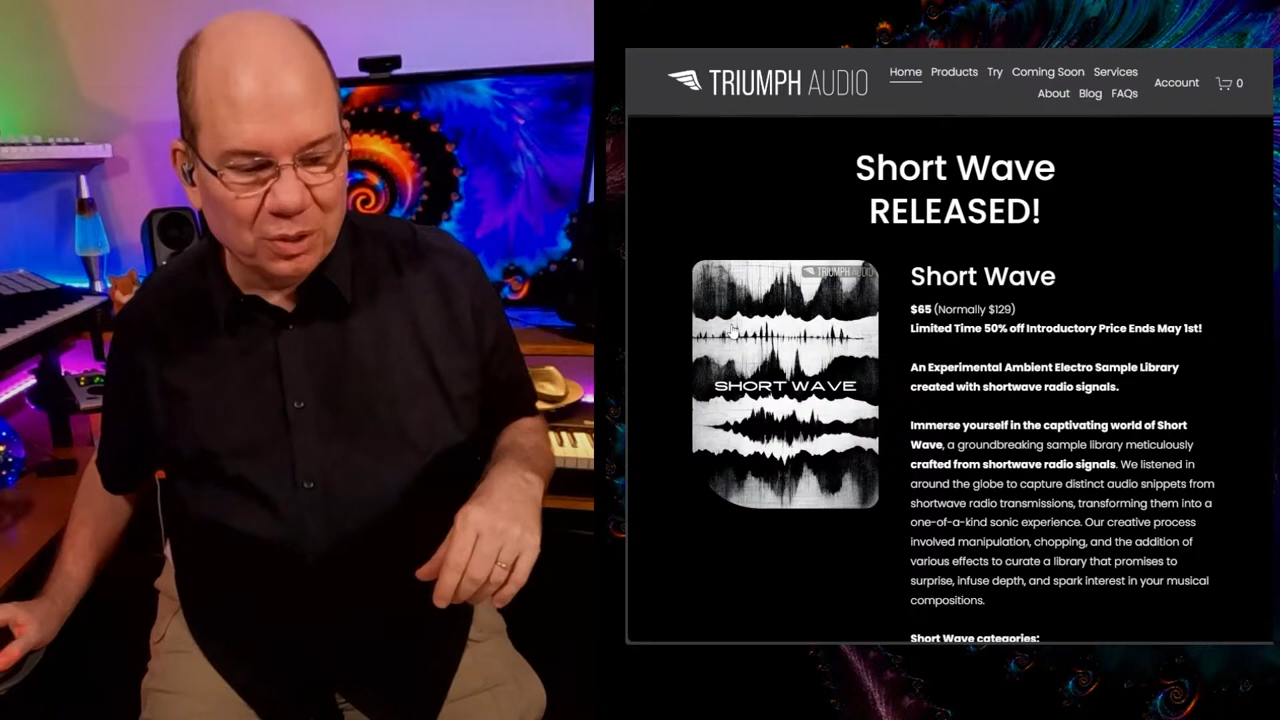 TRIUMPH AUDIO
Home Products Try Coming Soon Services
About Blog FAQs
Account
0
Short Wave
RELEASED!
TRIUMPH AUDIO
SHORT WAVE
Short Wave
$65 (Normally $129)
Limited Time 50% off Introductory Price Ends May 1st!
An Experimental Ambient Electro Sample Library
created with shortwave radio signals.
Immerse yourself in the captivating world of Short
Wave, a groundbreaking sample library meticulously
crafted from shortwave radio signals. We listened in
around the globe to capture distinct audio snippets from
shortwave radio transmissions, transforming them into a
one-of-a-kind sonic experience. Our creative process
involved manipulation, chopping, and the addition of
various effects to curate a library that promises to
surprise, infuse depth, and spark interest in your musical
compositions.
Short Wave categories: